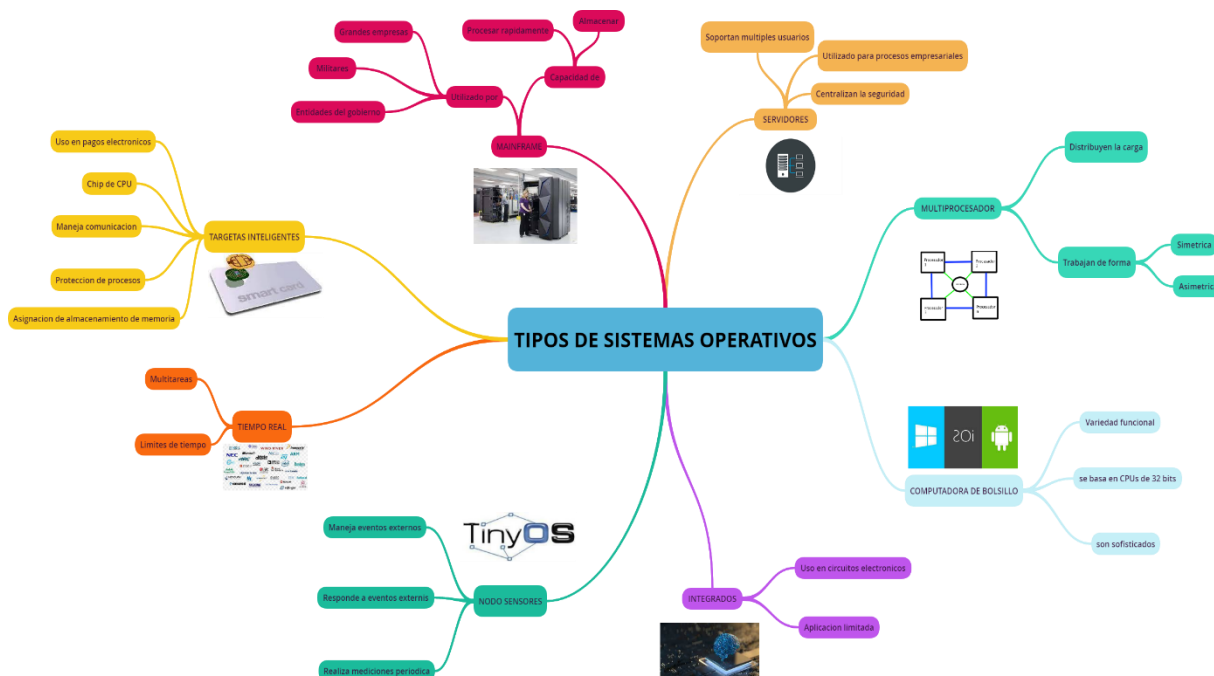 TIPOS DE SISTEMAS OPERATIVOS
MAINFRAME
Utilizado por
Grandes empresas
Militares
Entidades del gobierno
Capacidad de
Procesar rapidamente
Almacenar
SERVIDORES
Soportan multiples usuarios
Utilizado para procesos empresariales
Centralizan la seguridad
MULTIPROCESADOR
Distribuyen la carga
Trabajan de forma
Simetrica
Asimetric
COMPUTADORA DE BOLSILLO
Variedad funcional
se basa en CPUs de 32 bits
son sofisticados
INTEGRADOS
Uso en circuitos electronicos
Aplicacion limitada
NODO SENSORES
TinyOS
Maneja eventos externos
Responde a eventos externis
Realiza mediciones periodica
TIEMPO REAL
Multitareas
Limites de tiempo
NEC
TARGETAS INTELIGENTES
smart card
Uso en pagos electronicos
Chip de CPU
Maneja comunicacion
Proteccion de procesos
Asignacion de almacenamiento de memoria